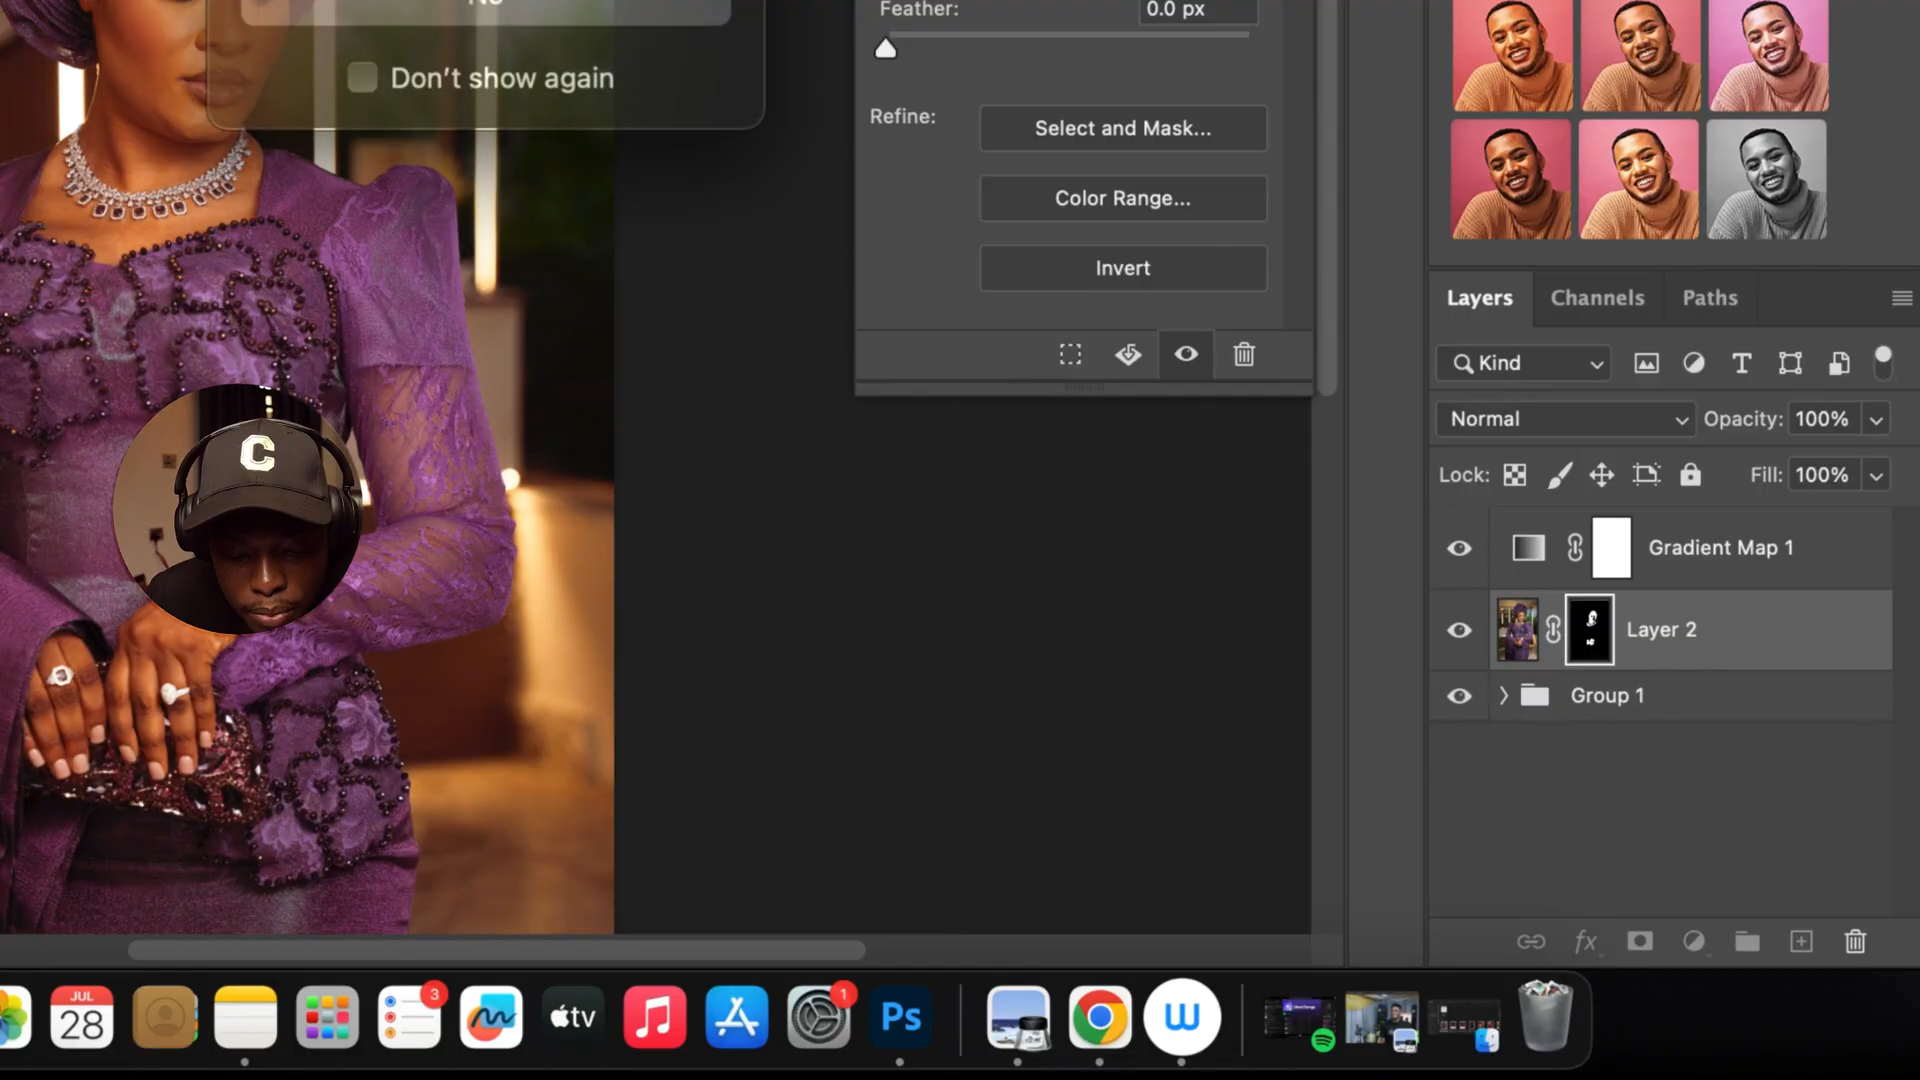 Feather:
0.0 px
Don't show again
Refine:
Select and Mask...
Color Range...
Invert
Layers
Channels
Paths
Kind
Normal
Opacity:
100%
Lock:
Fill:
100%
Gradient Map 1
Layer 2
Group 1
fx
C
JUL
28
3
tv
1
Ps